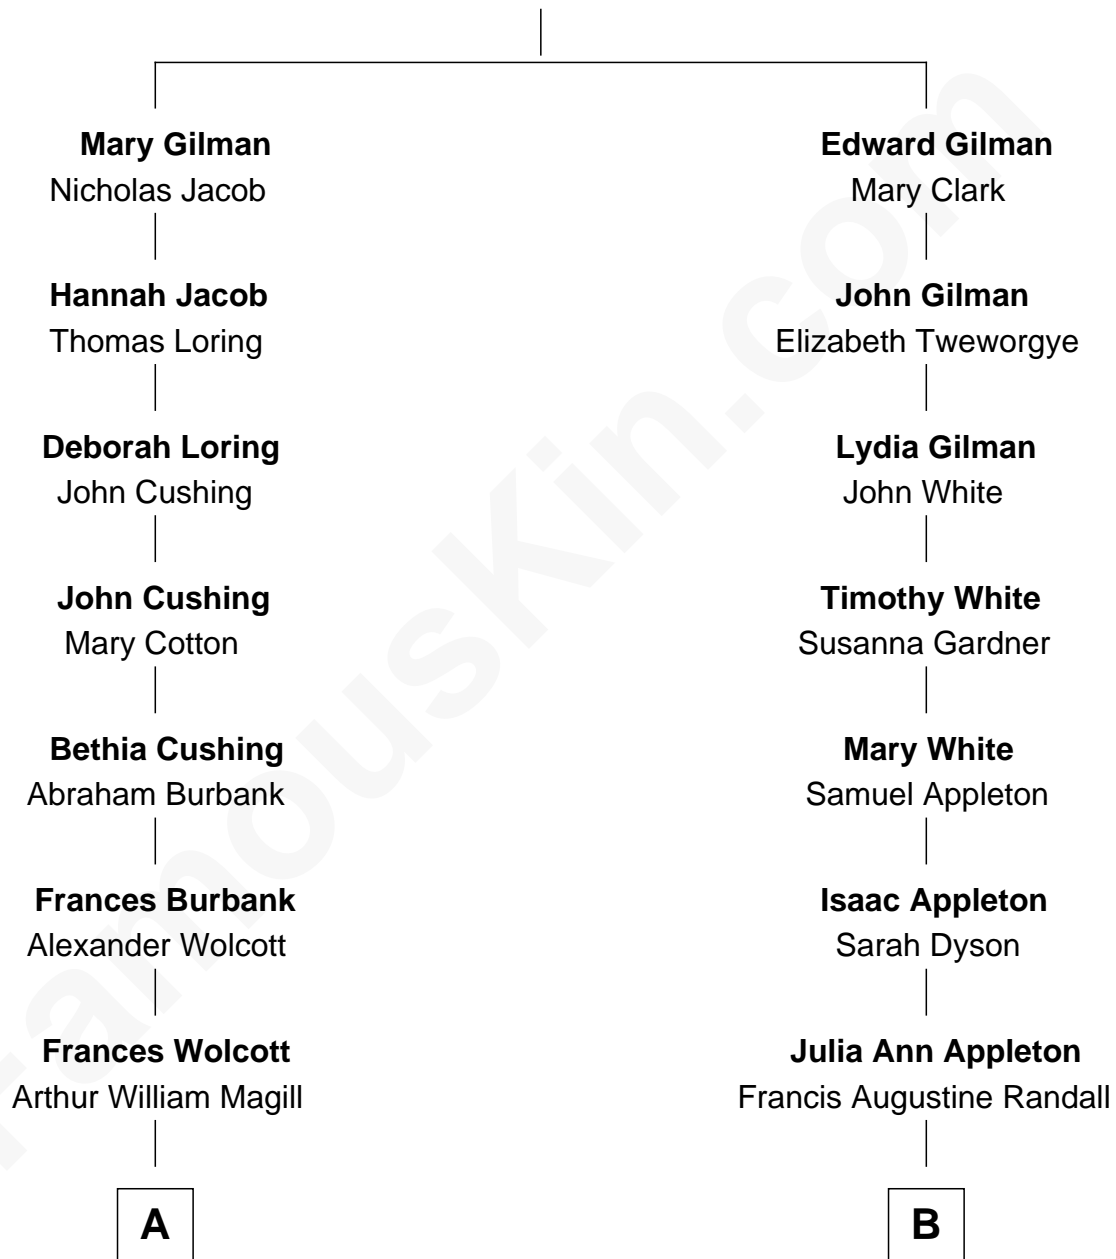 Mary Gilman
Nicholas Jacob
Hannah Jacob
Thomas Loring
Deborah Loring
John Cushing
John Cushing
Mary Cotton
Bethia Cushing
Abraham Burbank
Frances Burbank
Alexander Wolcott
Frances Wolcott
Arthur William Magill
A
Edward Gilman
Mary Clark
John Gilman
Elizabeth Tweworgye
Lydia Gilman
John White
Timothy White
Susanna Gardner
Mary White
Samuel Appleton
Isaac Appleton
Sarah Dyson
Julia Ann Appleton
Francis Augustine Randall
B
FamousKin.com